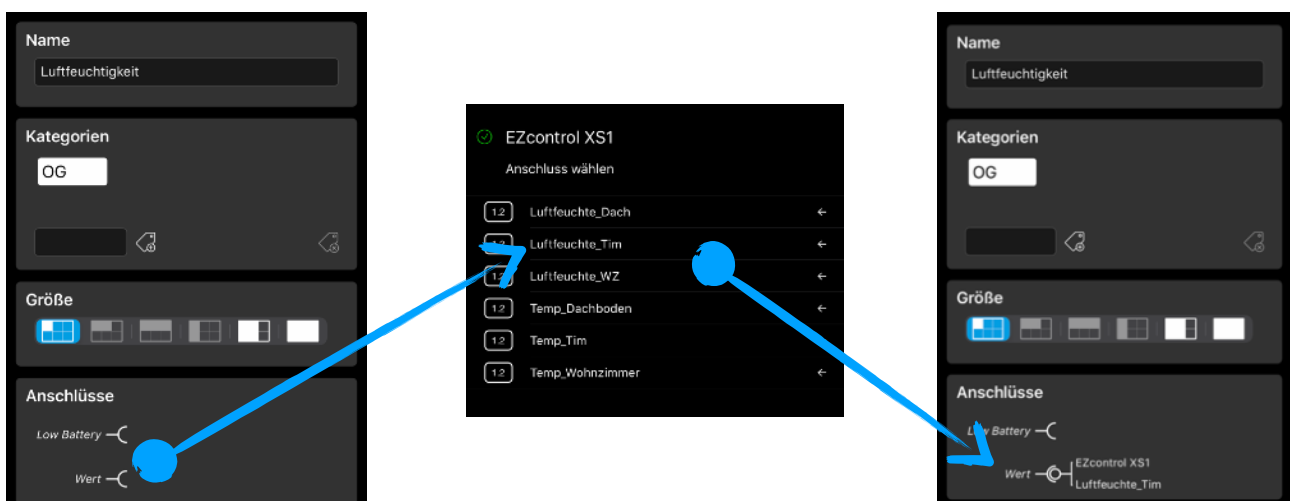 Name
Luftfeuchtigkeit
Kategorien
OG
Größe
Anschlüsse
Low Battery
Wert
EZcontrol XS1
Anschluss wählen
1.2 Luftfeuchte_Dach
1.2 Luftfeuchte_Tim
1.2 Luftfeuchte_WZ
1.2 Temp_Dachboden
1.2 Temp_Tim
1.2 Temp_Wohnzimmer
Name
Luftfeuchtigkeit
Kategorien
OG
Größe
Anschlüsse
Low Battery
Wert
EZcontrol XS1
Luftfeuchte_Tim